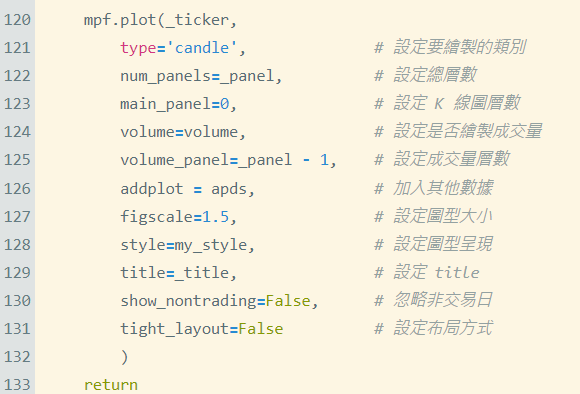 120 mpf.plot(_ticker,
121 type='candle', # 設定要繪製的類別
122 num_panels=_panel, # 設定總層數
123 main_panel=0, # 設定 K 線圖層數
124 volume=volume, # 設定是否繪製成交量
125 volume_panel=_panel - 1, # 設定成交量層數
126 addplot = apds, # 加入其他數據
127 figscale=1.5, # 設定圖型大小
128 style=my_style, # 設定圖型呈現
129 title=_title, # 設定 title
130 show_nontrading=False, # 忽略非交易日
131 tight_layout=False # 設定布局方式
132 )
133 return